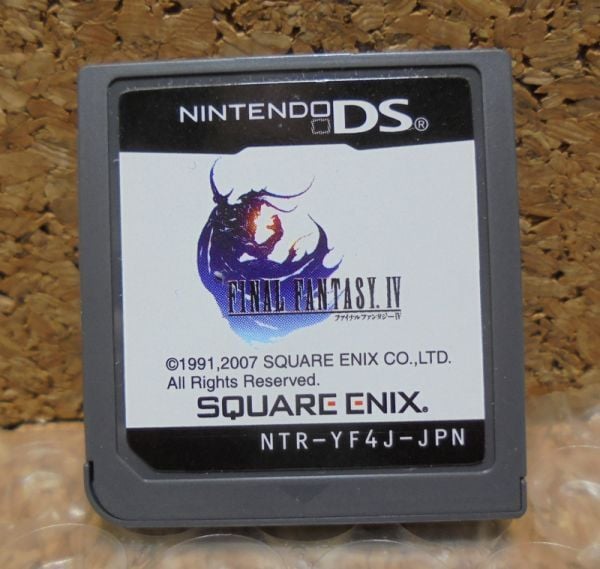 NINTENDODS®
FINAL FANTASY. IV
ファイナルファンタジーIV
©1991,2007 SQUARE ENIX CO.,LTD.
All Rights Reserved.
SQUARE ENIX.
NTR-YF4J-JPN